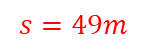 s = 49m